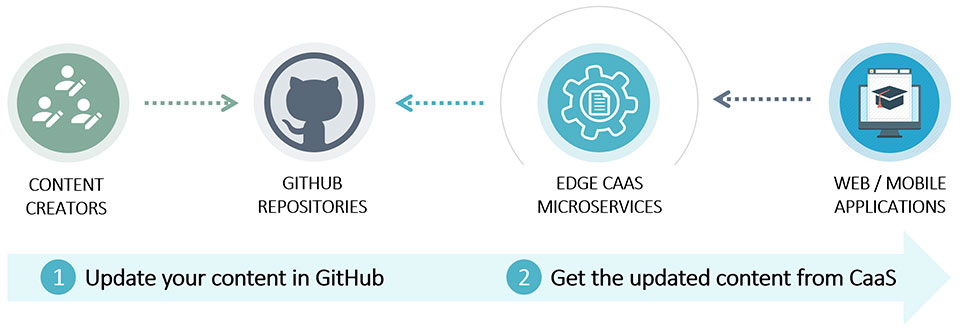 CONTENT
CREATORS
GITHUB
REPOSITORIES
EDGE CAAS
MICROSERVICES
WEB / MOBILE
APPLICATIONS
1 Update your content in GitHub
2 Get the updated content from CaaS